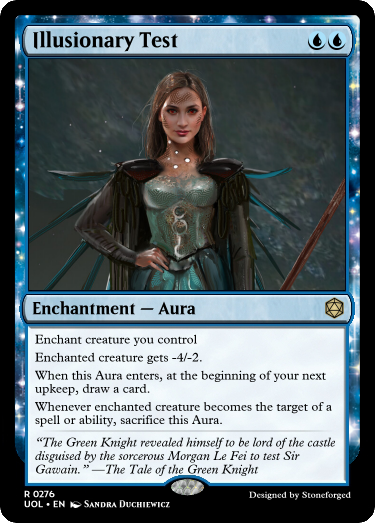 Illusionary Test
Enchantment — Aura
Enchant creature you control
Enchanted creature gets -4/-2.
When this Aura enters, at the beginning of your next
upkeep, draw a card.
Whenever enchanted creature becomes the target of a
spell or ability, sacrifice this Aura.
“The Green Knight revealed himself to be lord of the castle
disguised by the sorcerous Morgan Le Fei to test Sir
Gawain.” —The Tale of the Green Knight
R 0276
UOL • EN Sandra Duchiewicz
Designed by Stoneforged